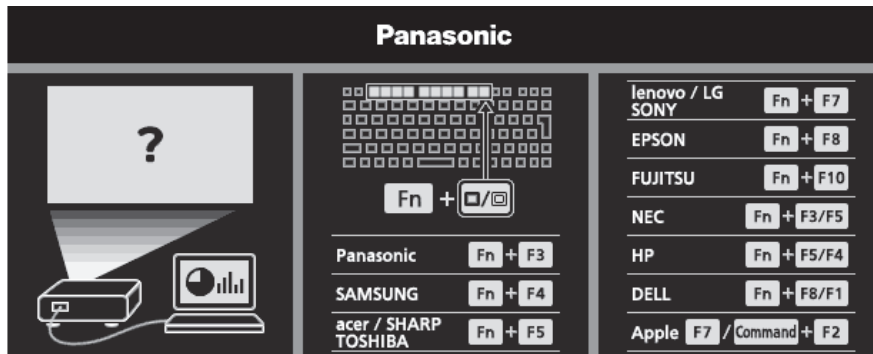 Panasonic
?
Fn + □/回
Panasonic Fn + F3
SAMSUNG Fn + F4
acer / SHARP
TOSHIBA Fn + F5
lenovo / LG
SONY Fn + F7
EPSON Fn + F8
FUJITSU Fn + F10
NEC Fn + F3/F5
HP Fn + F5/F4
DELL Fn + F8/F1
Apple F7 / Command + F2